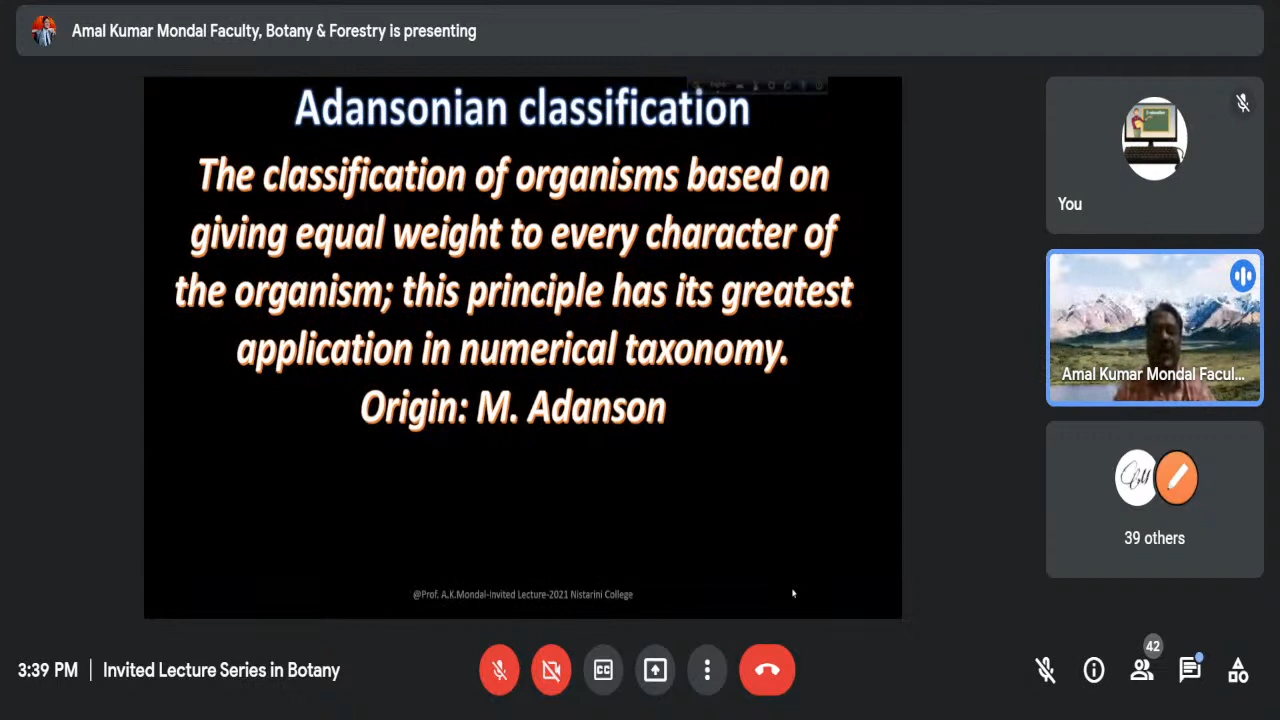 Amal Kumar Mondal Faculty, Botany & Forestry is presenting
Adansonian classification
The classification of organisms based on
giving equal weight to every character of
the organism; this principle has its greatest
application in numerical taxonomy.
Origin: M. Adanson
@Prof. A.K.Mondal-Invited Lecture-2021 Nistarini College
You
Amal Kumar Mondal Facul...
39 others
3:39 PM | Invited Lecture Series in Botany
CC
42